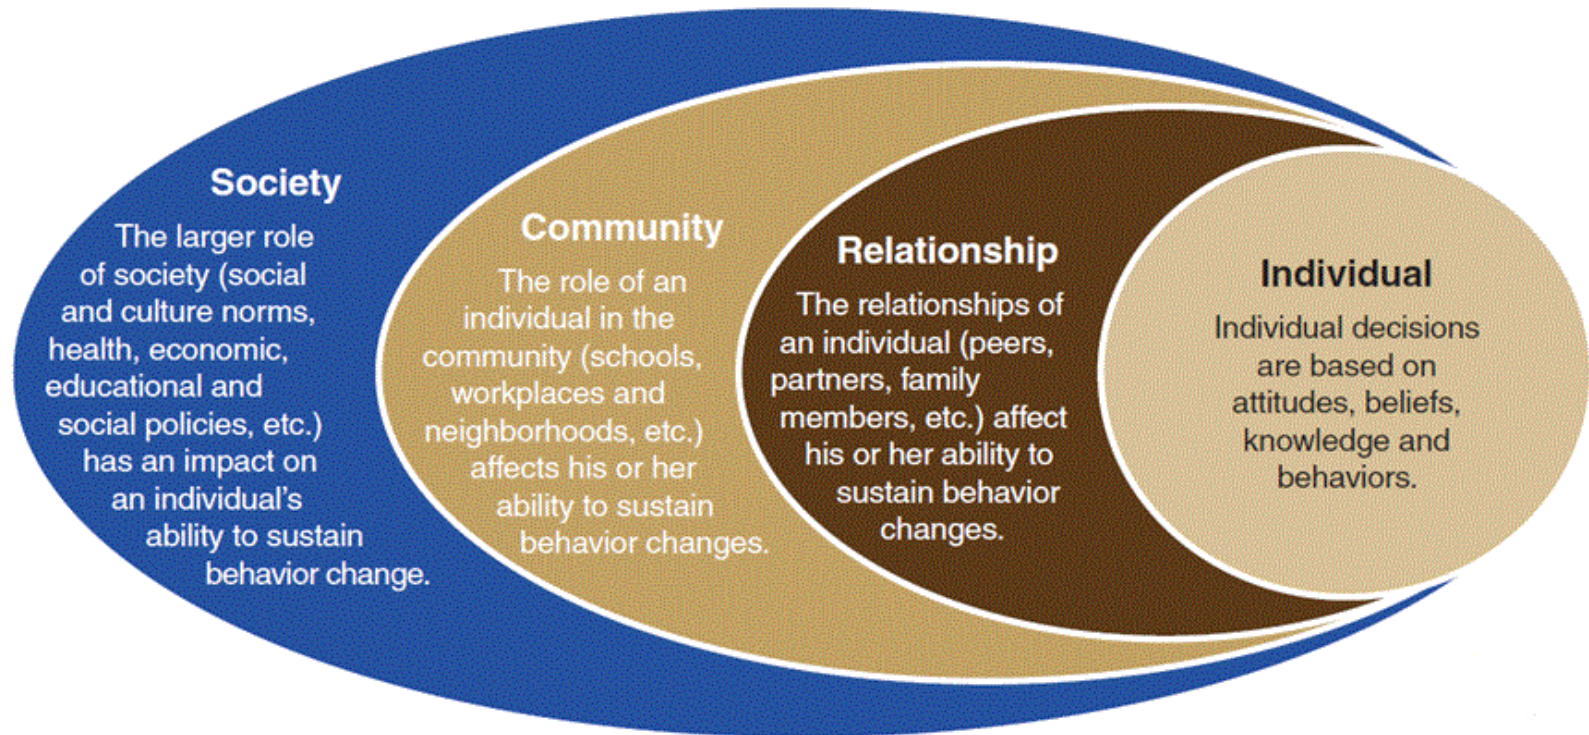 Society
The larger role
of society (social
and culture norms,
health, economic,
educational and
social policies, etc.)
has an impact on
an individual's
ability to sustain
behavior change.
Community
The role of an
individual in the
community (schools,
workplaces and
neighborhoods, etc.)
affects his or her
ability to sustain
behavior changes.
Relationship
The relationships of
an individual (peers,
partners, family
members, etc.) affect
his or her ability to
sustain behavior
changes.
Individual
Individual decisions
are based on
attitudes, beliefs,
knowledge and
behaviors.